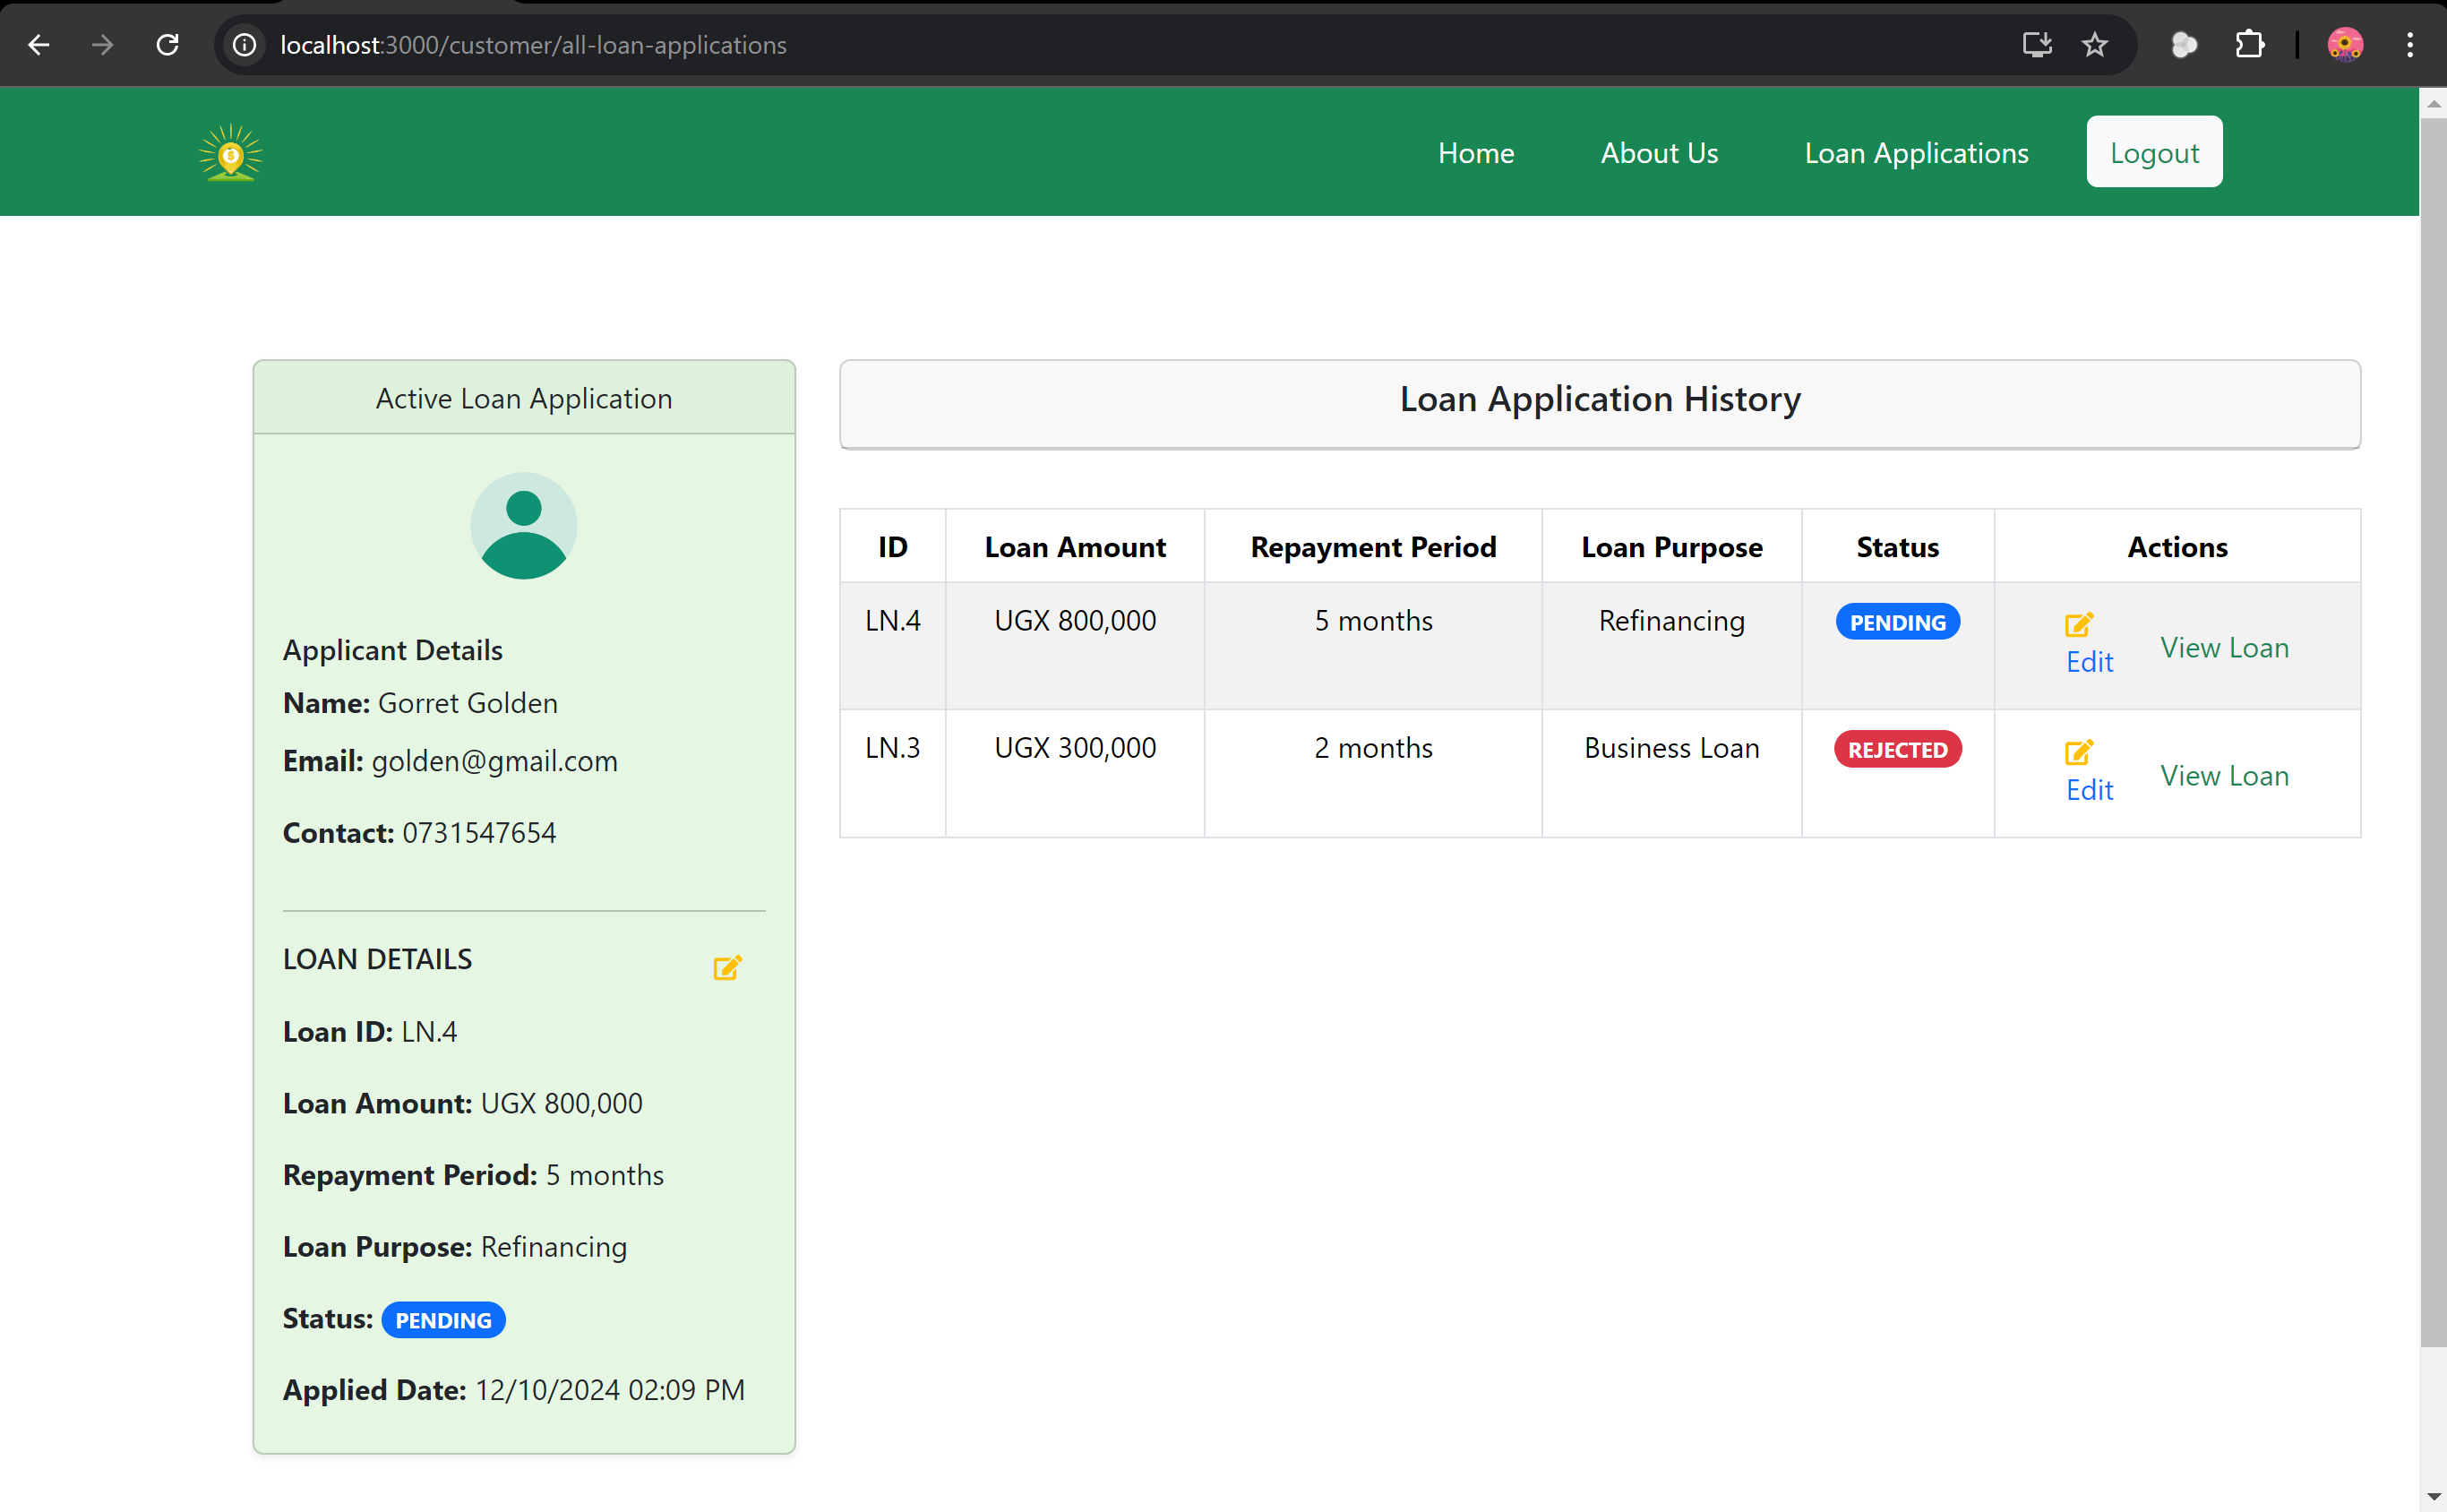 localhost:3000/customer/all-loan-applications
Home About Us Loan Applications Logout
Active Loan Application
Applicant Details
Name: Gorret Golden
Email: golden@gmail.com
Contact: 0731547654
LOAN DETAILS
Loan ID: LN.4
Loan Amount: UGX 800,000
Repayment Period: 5 months
Loan Purpose: Refinancing
Status: PENDING
Applied Date: 12/10/2024 02:09 PM
Loan Application History
ID Loan Amount Repayment Period Loan Purpose Status Actions
LN.4 UGX 800,000 5 months Refinancing PENDING Edit View Loan
LN.3 UGX 300,000 2 months Business Loan REJECTED Edit View Loan